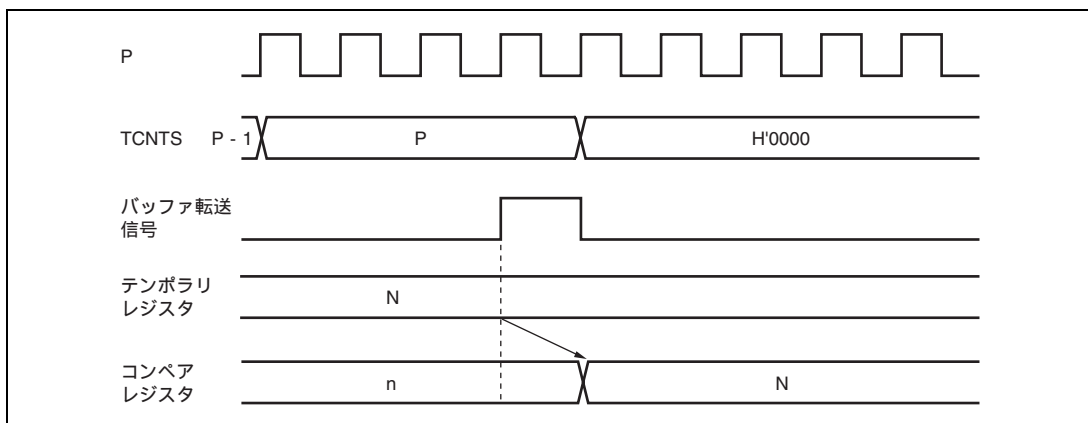 P
TCNTS P - 1 P H'0000
バッファ転送
信号
テンポラリ
レジスタ
N
コンペア
レジスタ
n N